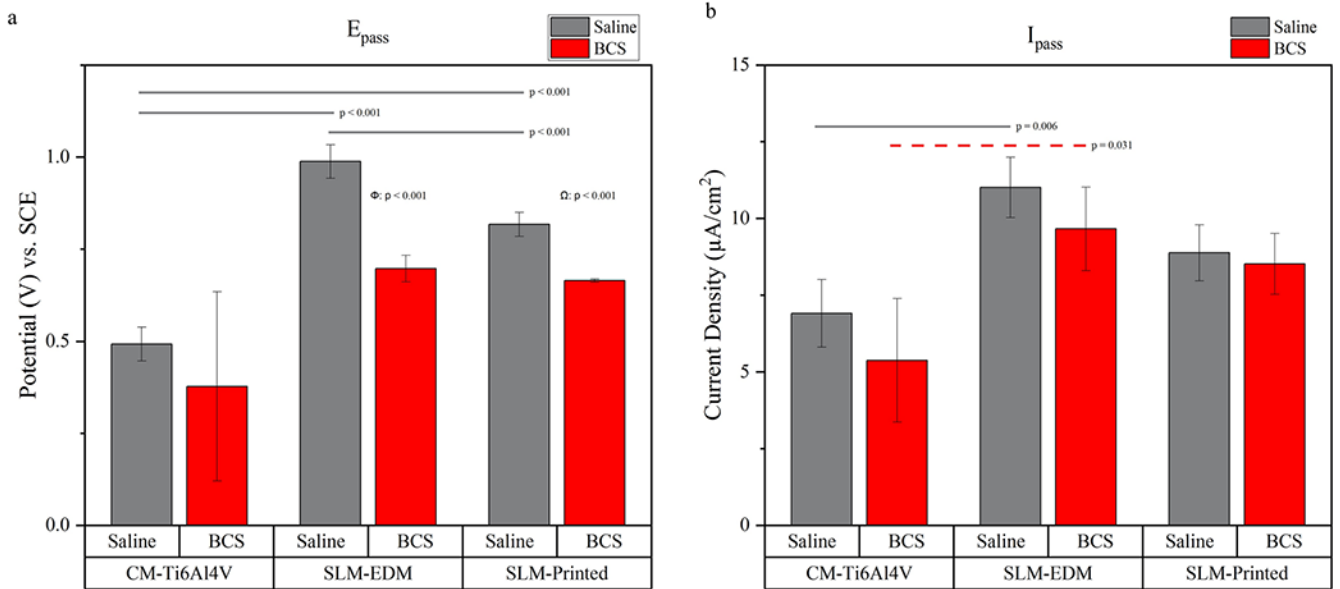 a
E_pass
Saline
BCS
p < 0.001
p < 0.001
p < 0.001
1.0
Φ: p < 0.001
Ω: p < 0.001
0.5
0.0
Potential (V) vs. SCE
Saline BCS Saline BCS Saline BCS
CM-Ti6Al4V SLM-EDM SLM-Printed
b
I_pass
Saline
BCS
15
p = 0.006
p = 0.031
10
5
0
Current Density (μA/cm²)
Saline BCS Saline BCS Saline BCS
CM-Ti6Al4V SLM-EDM SLM-Printed